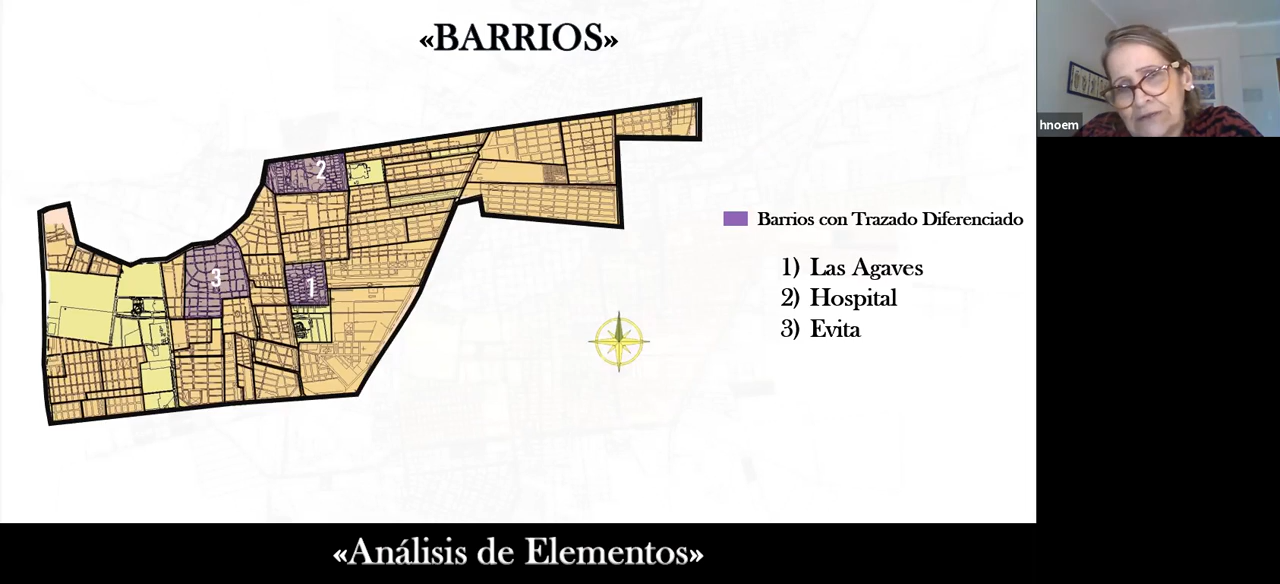 «BARRIOS»
hnoem
2
Barrios con Trazado Diferenciado
3
1
1) Las Agaves
2) Hospital
3) Evita
«Análisis de Elementos»